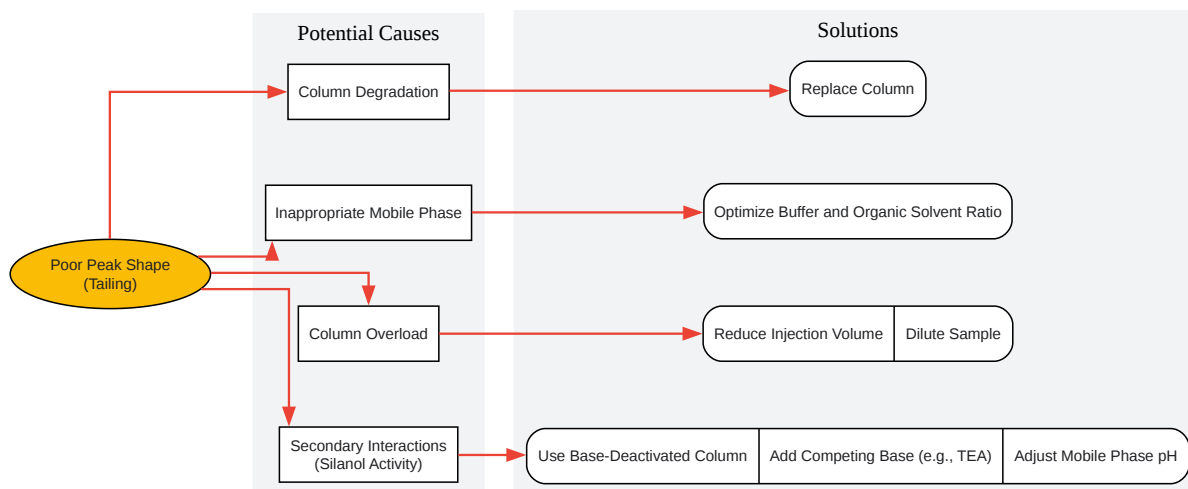 Potential Causes
Solutions
Column Degradation
Replace Column
Inappropriate Mobile Phase
Optimize Buffer and Organic Solvent Ratio
Poor Peak Shape
(Tailing)
Column Overload
Reduce Injection Volume
Dilute Sample
Secondary Interactions
(Silanol Activity)
Use Base-Deactivated Column
Add Competing Base (e.g., TEA)
Adjust Mobile Phase pH